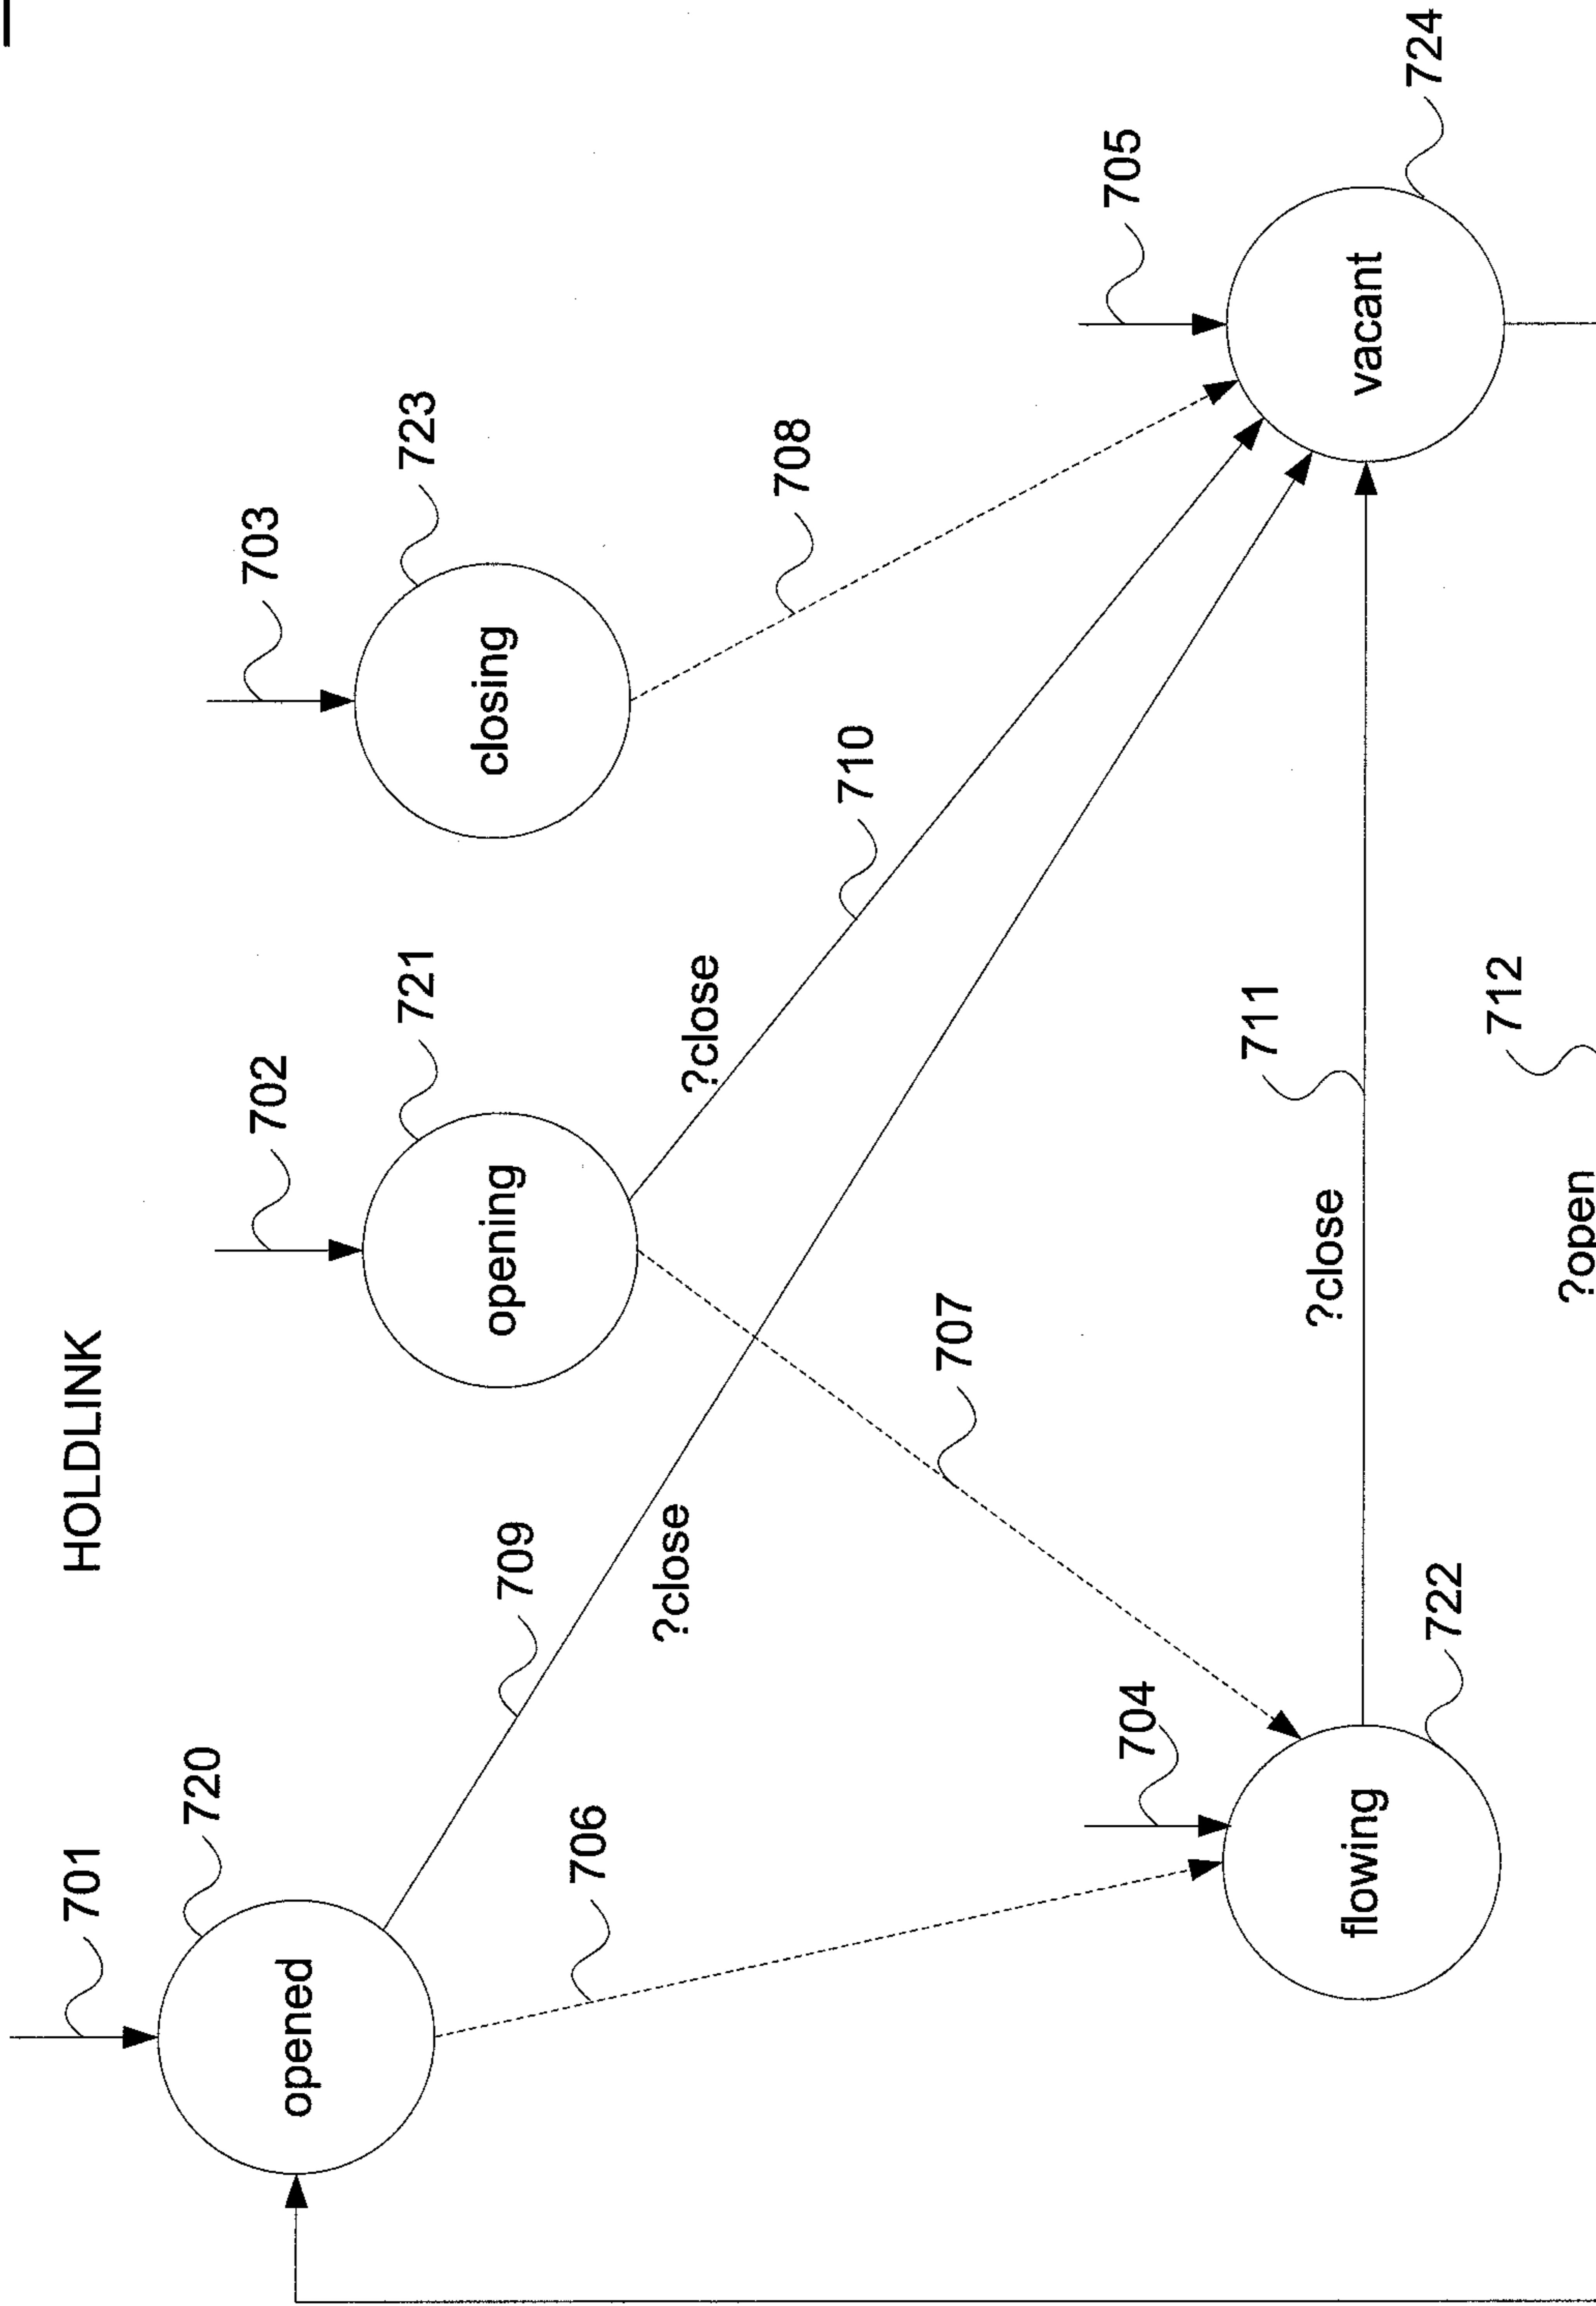 HOLDLINK
701
720
702
703
opened
721
723
opening
closing
709
706
?close
?close
708
710
707
704
705
711
?close
flowing
vacant
722
724
712
?open